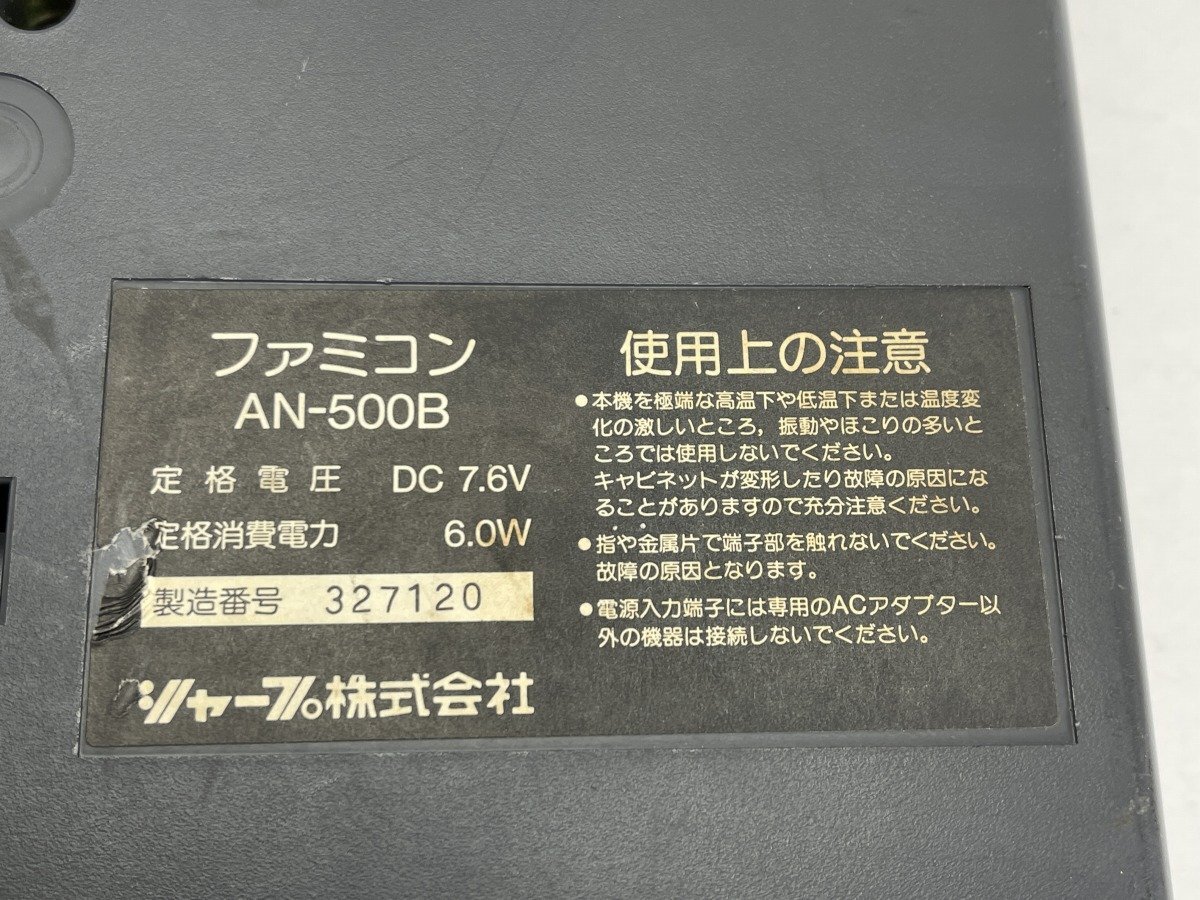 ファミコン
AN-500B
定格電圧 DC 7.6V
定格消費電力 6.0W
製造番号 327120
シャープ株式会社
使用上の注意
●本機を極端な高温下や低温下または温度変
化の激しいところ，振動やほこりの多いと
ころでは使用しないでください。
キャビネットが変形したり故障の原因にな
ることがありますので充分注意ください。
●指や金属片で端子部を触れないでください。
故障の原因となります。
●電源入力端子には専用のACアダプター以
外の機器は接続しないでください。